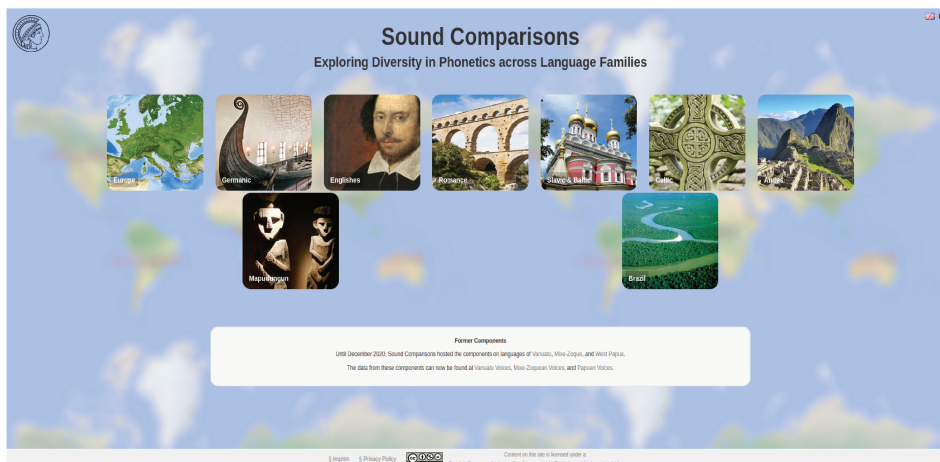 Sound Comparisons
Exploring Diversity in Phonetics across Language Families
Europe
Germanic
Englishes
Romance
Slavic & Baltic
Celtic
Andes
Mapudungun
Brazil
Former Components
Until December 2020, Sound Comparisons hosted the components on languages of Vanuatu, Mixe-Zoque, and West Papua.
The data from these components can now be found at Vanuatu Voices, Mixe-Zoquean Voices, and Papuan Voices.
§ Imprint § Privacy Policy
Content on this site is licensed under a